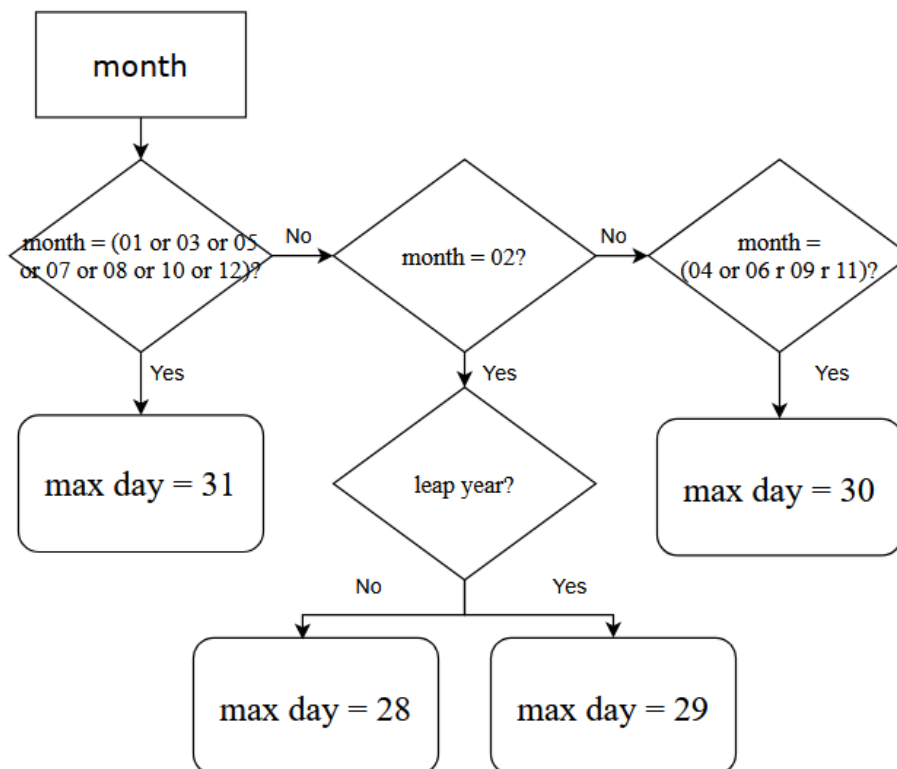 month
month = (01 or 03 or 05
or 07 or 08 or 10 or 12)?
No
month = 02?
No
month =
(04 or 06 r 09 r 11)?
Yes
Yes
Yes
max day = 31
leap year?
max day = 30
No
Yes
max day = 28
max day = 29